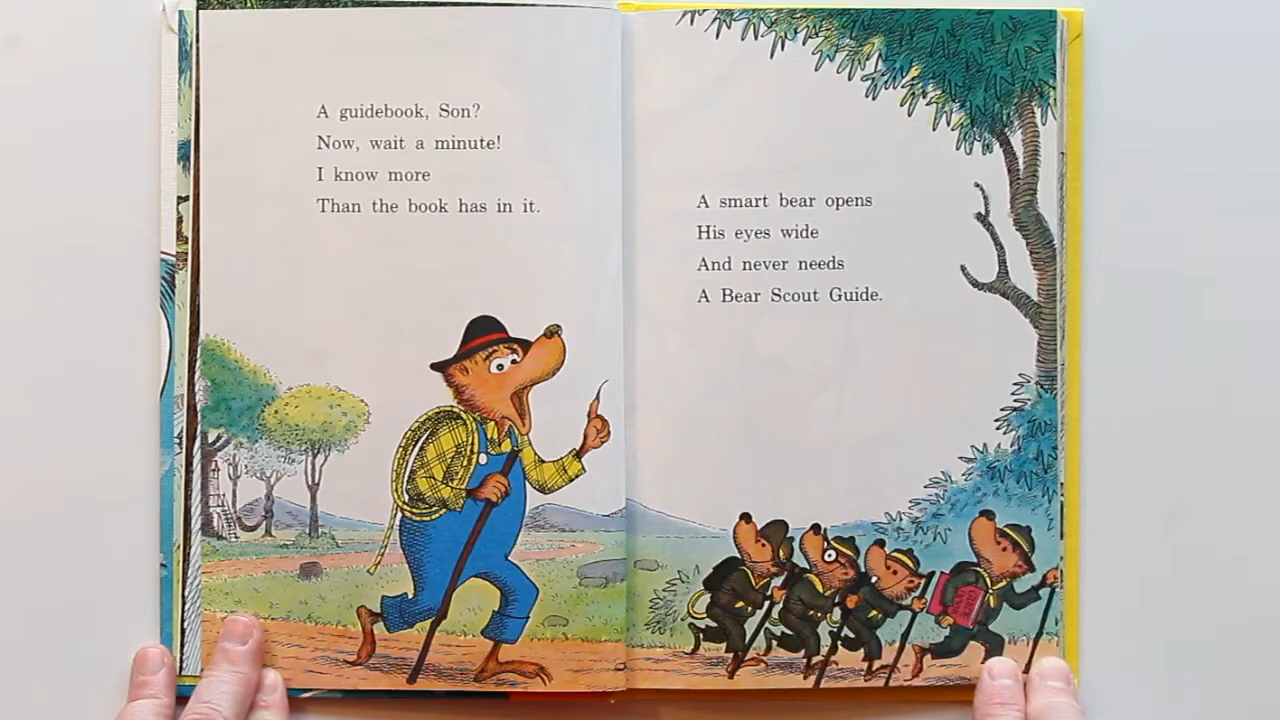 A guidebook, Son?
Now, wait a minute!
I know more
Than the book has in it.
A smart bear opens
His eyes wide
And never needs
A Bear Scout Guide.